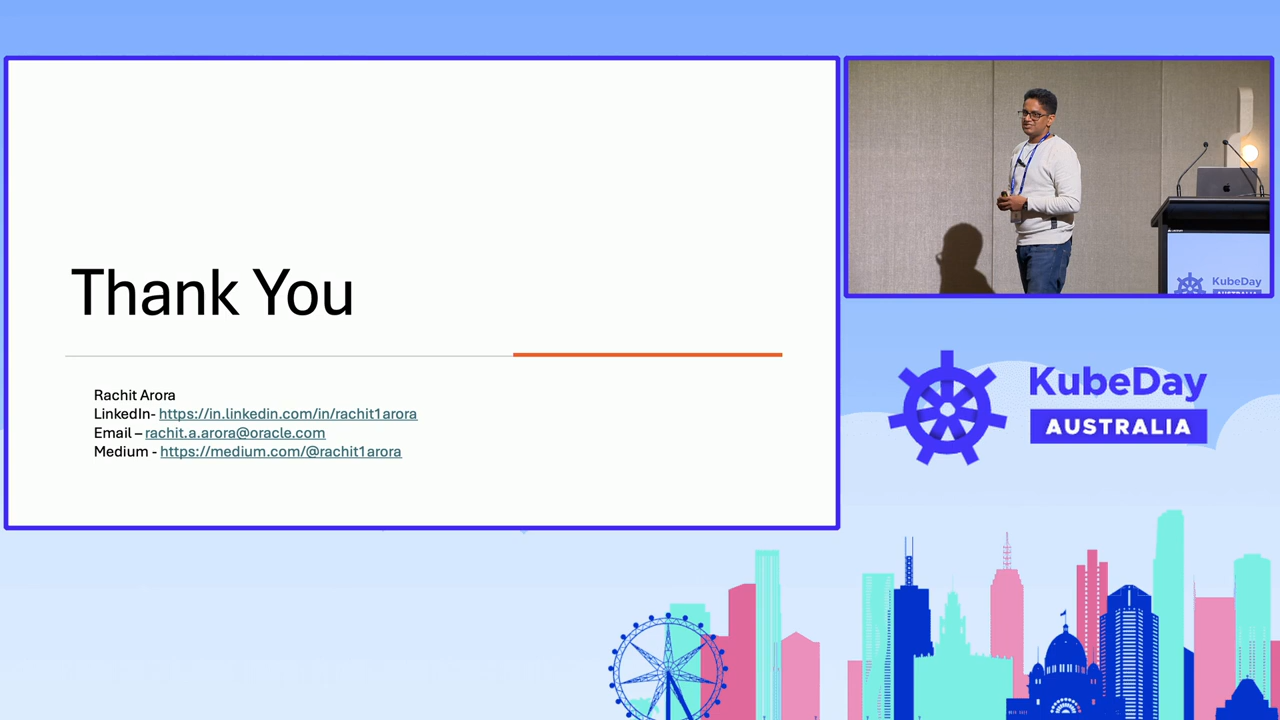 Thank You
Rachit Arora
LinkedIn- https://in.linkedin.com/in/rachit1arora
Email – rachit.a.arora@oracle.com
Medium - https://medium.com/@rachit1arora
KubeDay
AUSTRALIA
KubeDay
AUSTRALIA